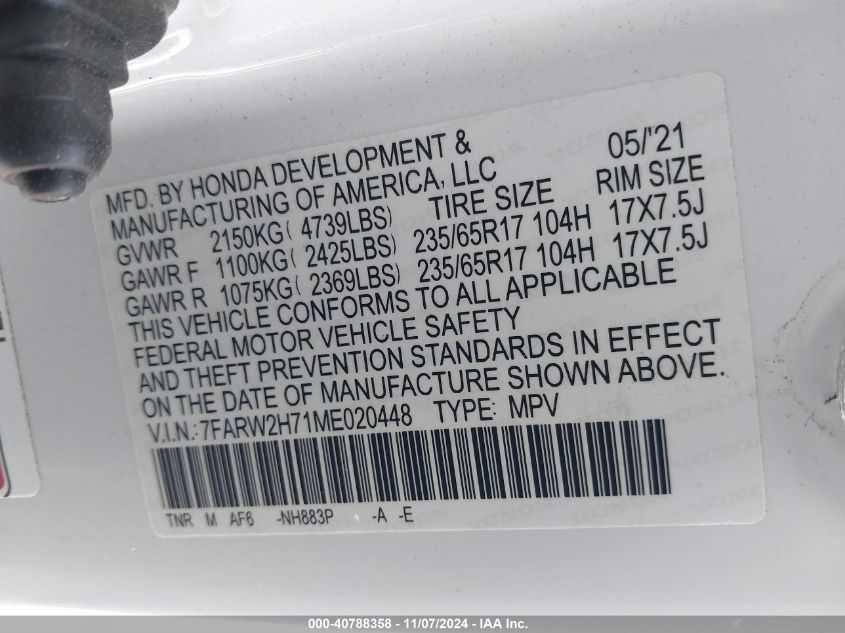 MFD. BY HONDA DEVELOPMENT & 05/'21
MANUFACTURING OF AMERICA, LLC
GVWR 2150KG( 4739LBS) TIRE SIZE RIM SIZE
GAWR F 1100KG( 2425LBS) 235/65R17 104H 17X7.5J
GAWR R 1075KG( 2369LBS) 235/65R17 104H 17X7.5J
THIS VEHICLE CONFORMS TO ALL APPLICABLE
FEDERAL MOTOR VEHICLE SAFETY
AND THEFT PREVENTION STANDARDS IN EFFECT
ON THE DATE OF MANUFACTURE SHOWN ABOVE.
V.I.N.:7FARW2H71ME020448 TYPE: MPV
TNR M AF6 -NH883P -A -E
000-40788358 - 11/07/2024 - IAA Inc.